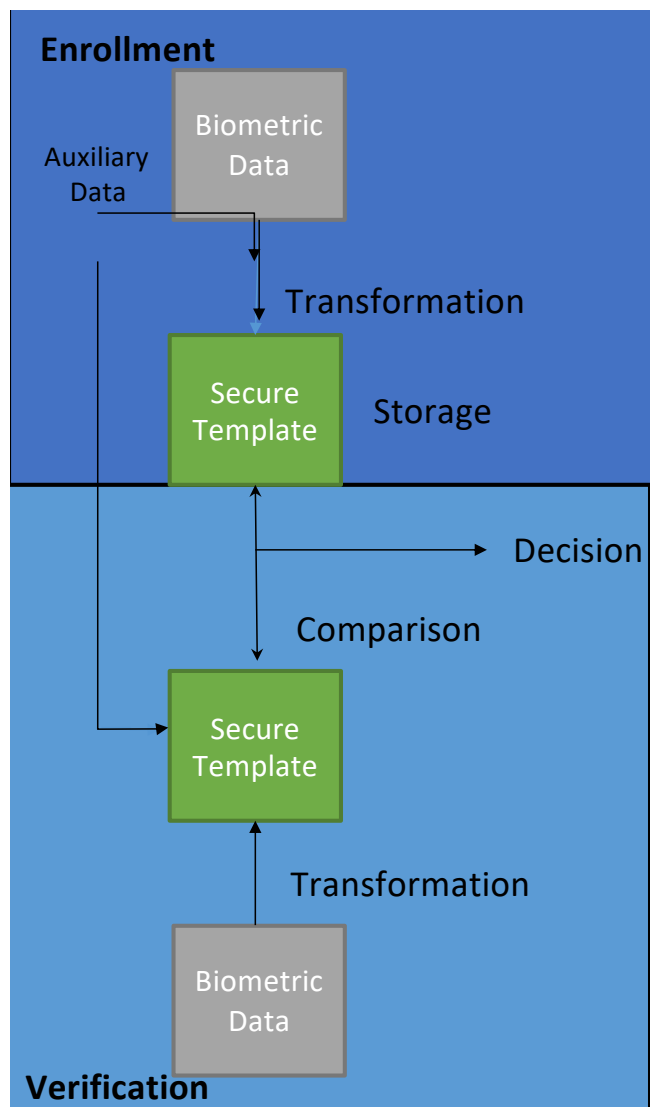 Enrollment
Biometric
Data
Auxiliary
Data
Transformation
Secure
Template
Storage
Decision
Comparison
Secure
Template
Transformation
Biometric
Data
Verification